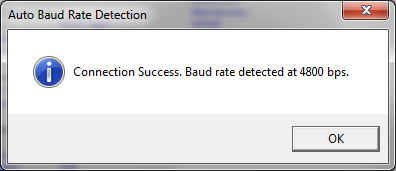 Auto Baud Rate Detection
Connection Success. Baud rate detected at 4800 bps.
OK